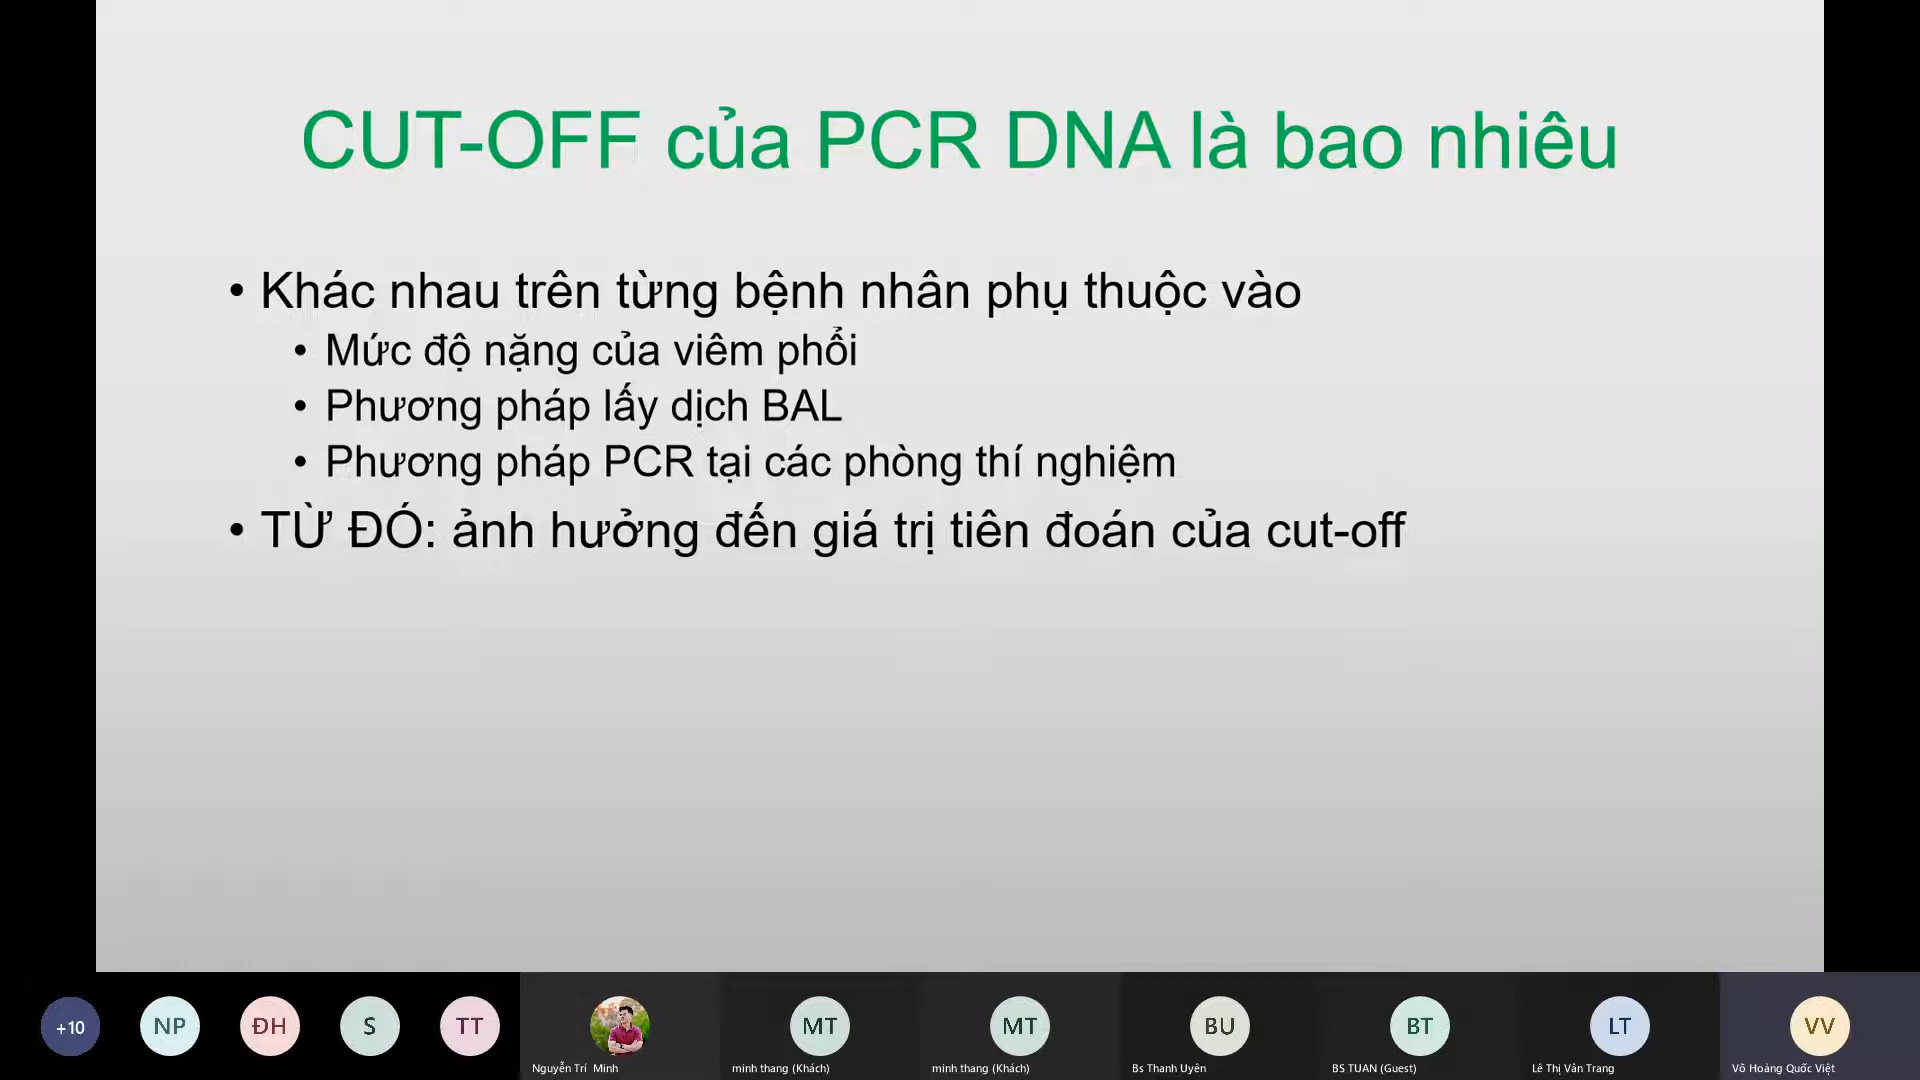 CUT-OFF của PCR DNA là bao nhiêu
• Khác nhau trên từng bệnh nhân phụ thuộc vào
• Mức độ nặng của viêm phổi
• Phương pháp lấy dịch BAL
• Phương pháp PCR tại các phòng thí nghiệm
• TỪ ĐÓ: ảnh hưởng đến giá trị tiên đoán của cut-off
+10
NP
ĐH
S
TT
MT
MT
BU
BT
LT
VV
Nguyễn Trí Minh
minh thang (Khách)
minh thang (Khách)
Bs Thanh Uyên
BS TUAN (Guest)
Lê Thị Vân Trang
Võ Hoàng Quốc Việt